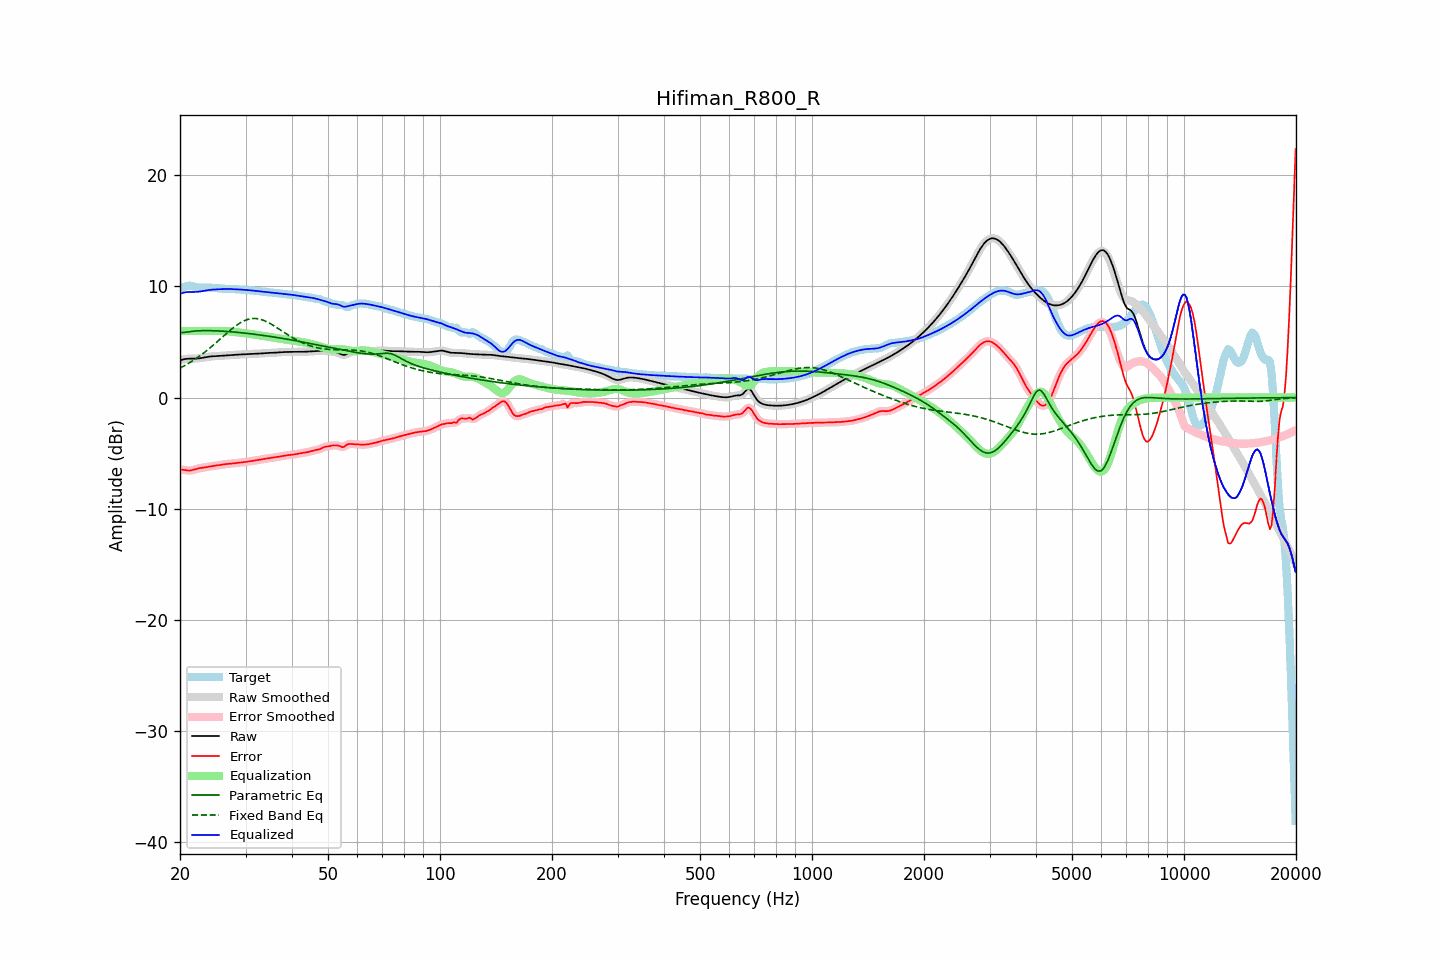 Hifiman_R800_R
Amplitude (dBr)
20
10
0
−10
−20
−30
−40
Target
Raw Smoothed
Error Smoothed
Raw
Error
Equalization
Parametric Eq
Fixed Band Eq
Equalized
20
50
100
200
500
1000
2000
5000
10000
20000
Frequency (Hz)